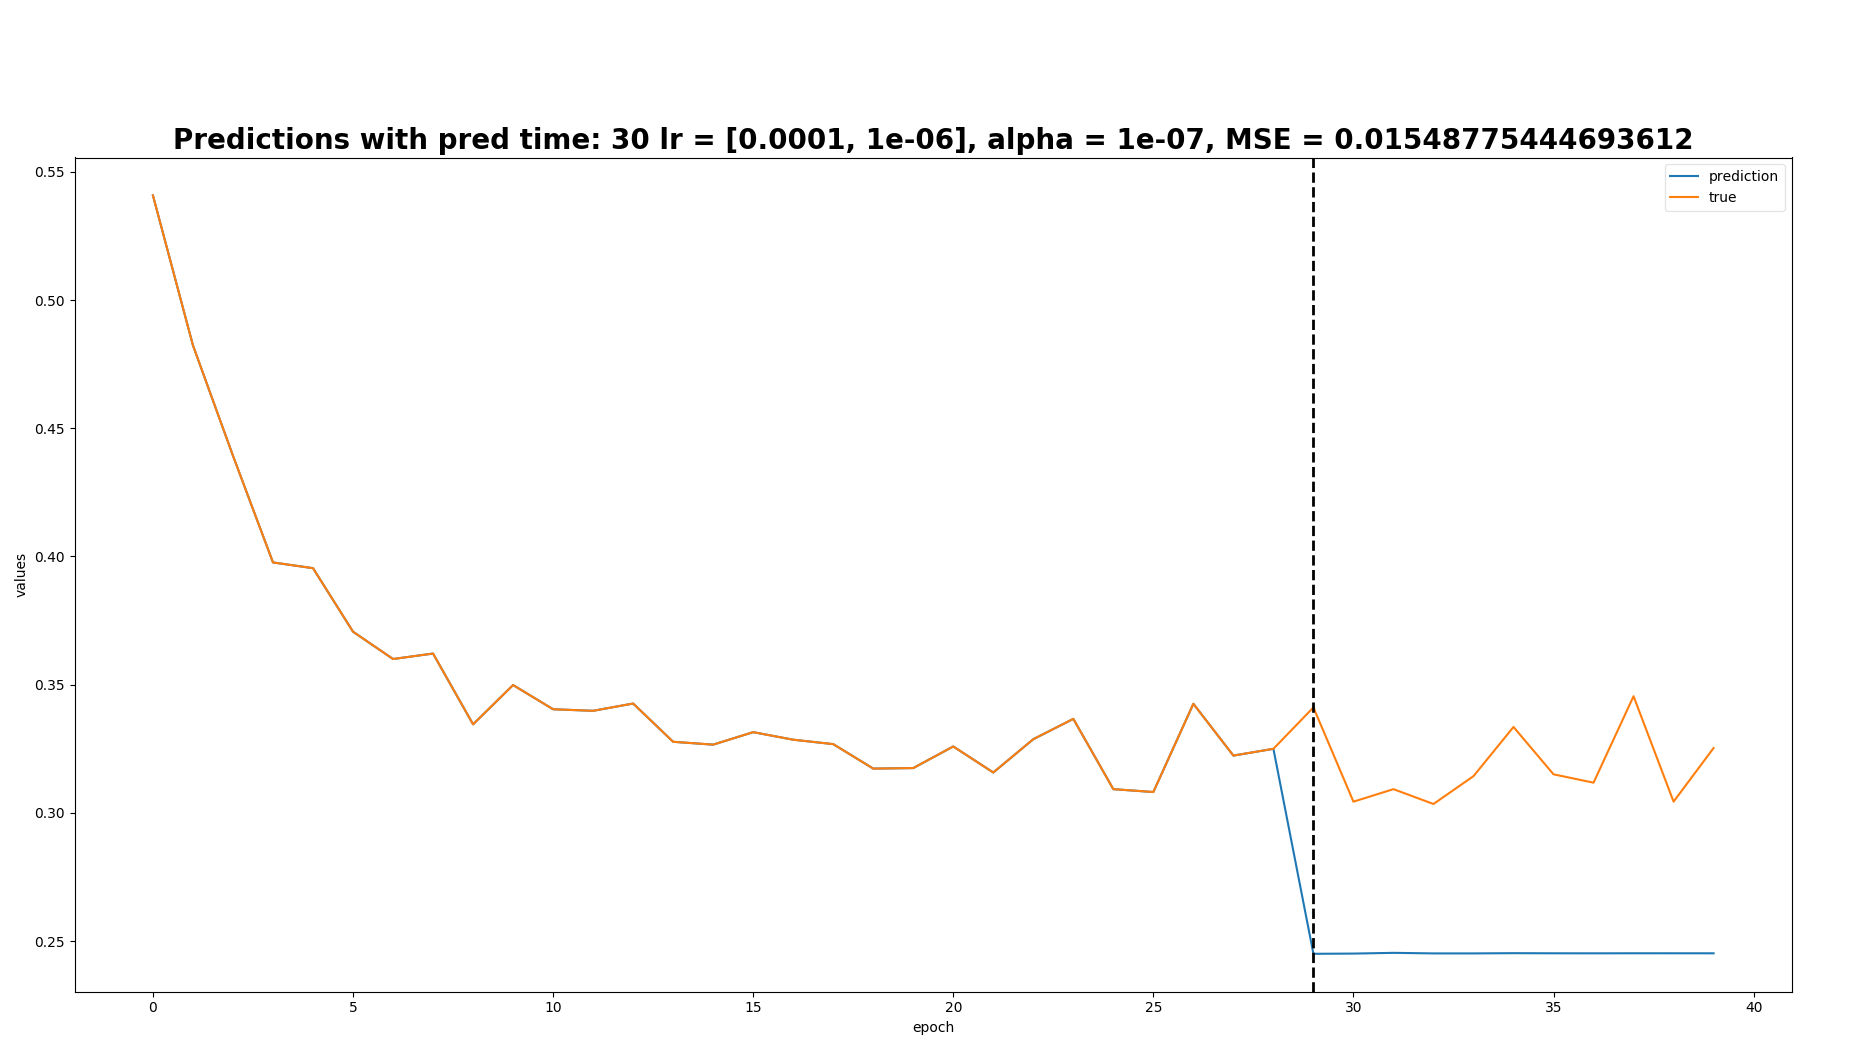 Predictions with pred time: 30 lr = [0.0001, 1e-06], alpha = 1e-07, MSE = 0.01548775444693612
prediction
true
0.55
0.50
0.45
0.40
0.35
0.30
0.25
values
0 5 10 15 20 25 30 35 40
epoch